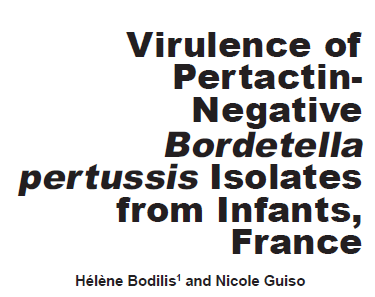 Virulence of
Pertactin-
Negative
Bordetella
pertussis Isolates
from Infants,
France
Hélène Bodilis¹ and Nicole Guiso